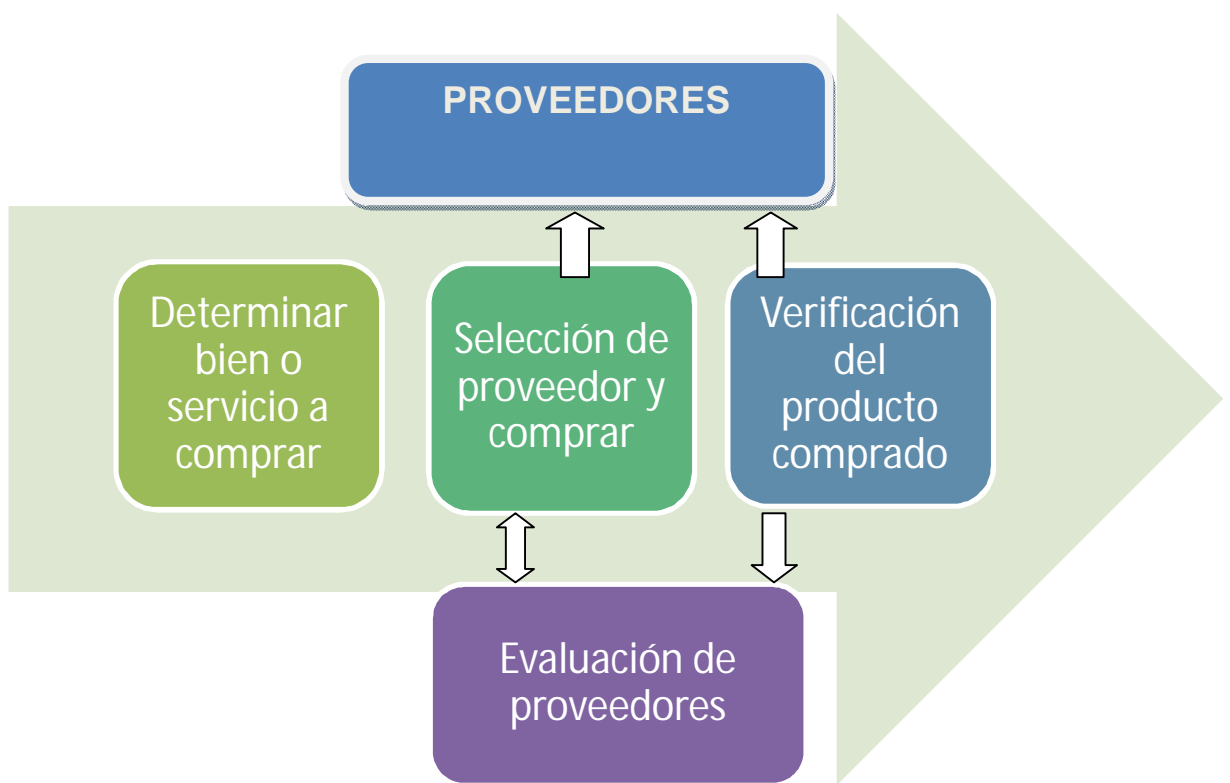 PROVEEDORES
Determinar
bien o
servicio a
comprar
Selección de
proveedor y
comprar
Verificación
del
producto
comprado
Evaluación de
proveedores